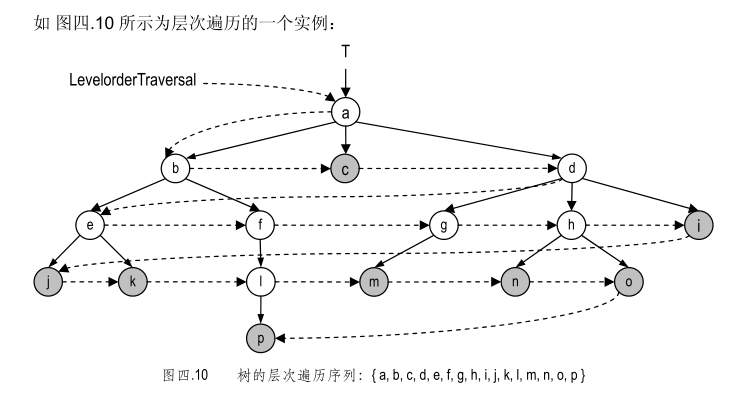 如 图四.10 所示为层次遍历的一个实例：
T
LevelorderTraversal
a
b c d
e f g h i
j k l m n o
p
图四.10 树的层次遍历序列：{ a, b, c, d, e, f, g, h, i, j, k, l, m, n, o, p }